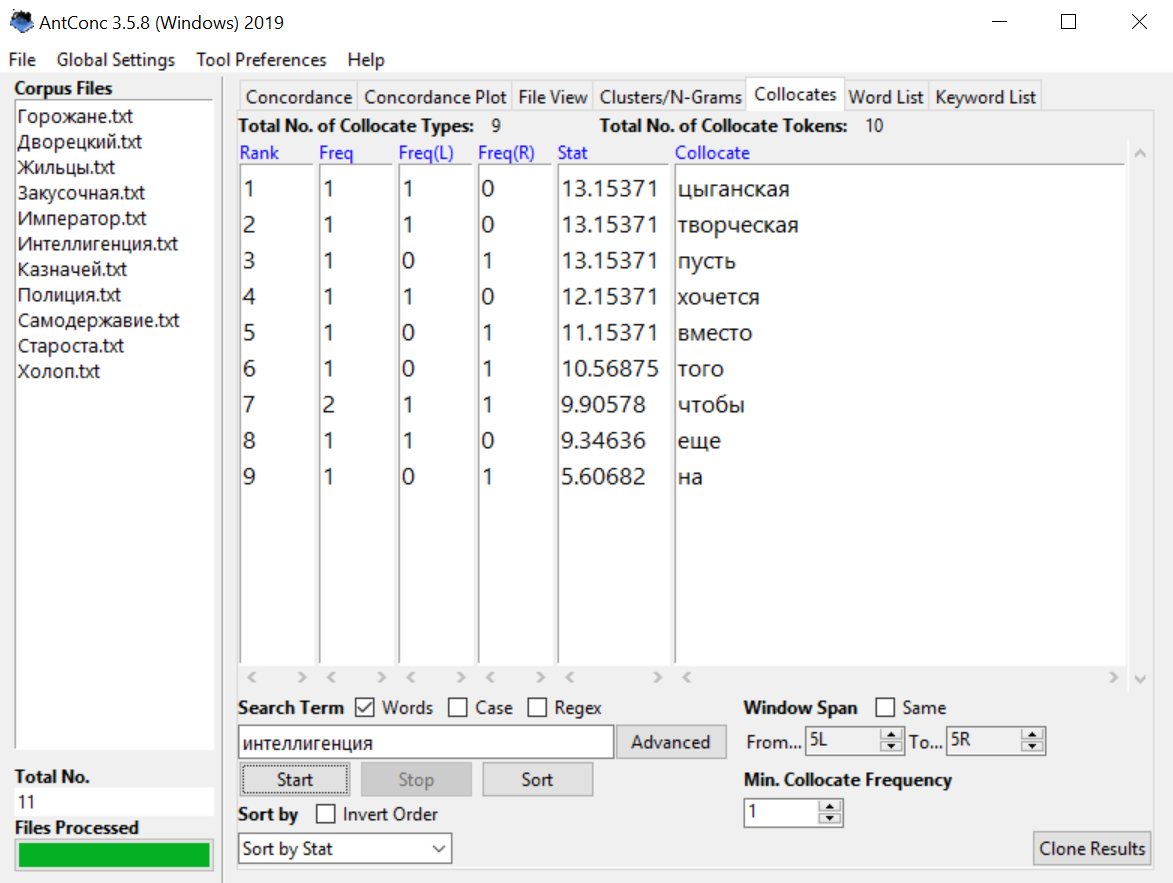 AntConc 3.5.8 (Windows) 2019
File Global Settings Tool Preferences Help
Corpus Files
Горожане.txt
Дворецкий.txt
Жильцы.txt
Закусочная.txt
Император.txt
Интеллигенция.txt
Казначей.txt
Полиция.txt
Самодержавие.txt
Староста.txt
Холоп.txt
Total No.
11
Files Processed
Concordance Concordance Plot File View Clusters/N-Grams Collocates Word List Keyword List
Total No. of Collocate Types: 9 Total No. of Collocate Tokens: 10
Rank Freq Freq(L) Freq(R) Stat Collocate
1 1 1 0 13.15371 цыганская
2 1 1 0 13.15371 творческая
3 1 0 1 13.15371 пусть
4 1 1 0 12.15371 хочется
5 1 0 1 11.15371 вместо
6 1 0 1 10.56875 того
7 2 1 1 9.90578 чтобы
8 1 1 0 9.34636 еще
9 1 0 1 5.60682 на
Search Term Words Case Regex Window Span Same
интеллигенция Advanced From... 5L To... 5R
Start Stop Sort Min. Collocate Frequency
Sort by Invert Order 1
Sort by Stat Clone Results